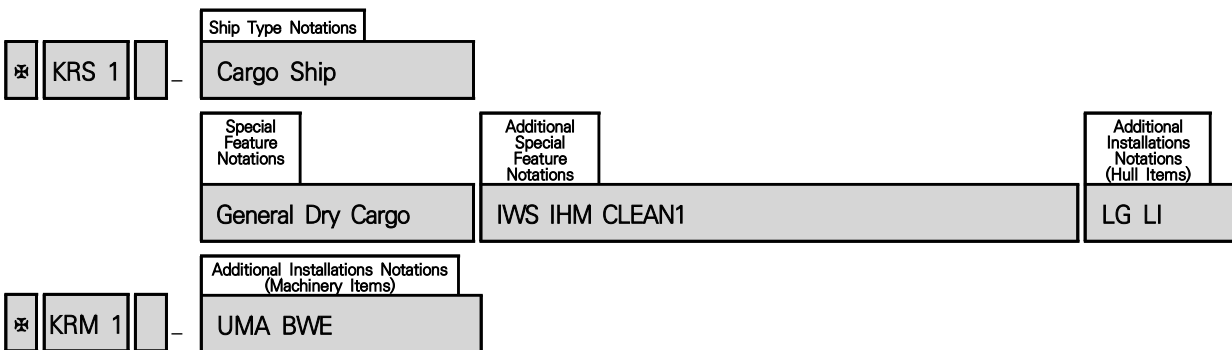 Ship Type Notations
✠ KRS 1 - Cargo Ship
Special
Feature
Notations
General Dry Cargo
Additional
Special
Feature
Notations
IWS IHM CLEAN1
Additional
Installations
Notations
(Hull Items)
LG LI
Additional Installations Notations
(Machinery Items)
✠ KRM 1 - UMA BWE